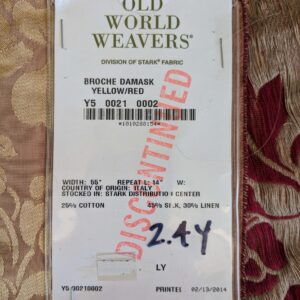 OLD
WORLD
WEAVERS®
DIVISION OF STARK® FABRIC
BROCHE DAMASK
YELLOW/RED
Y5 0021 0002
DISCONTINUED
WIDTH: 55" REPEAT L: 14" W:
COUNTRY OF ORIGIN: ITALY
STOCKED IN: STARK DISTRIBUTION CENTER
25% COTTON 45% SILK, 30% LINEN
2.4Y
LY
Y5 00210002 PRINTED: 02/13/2014